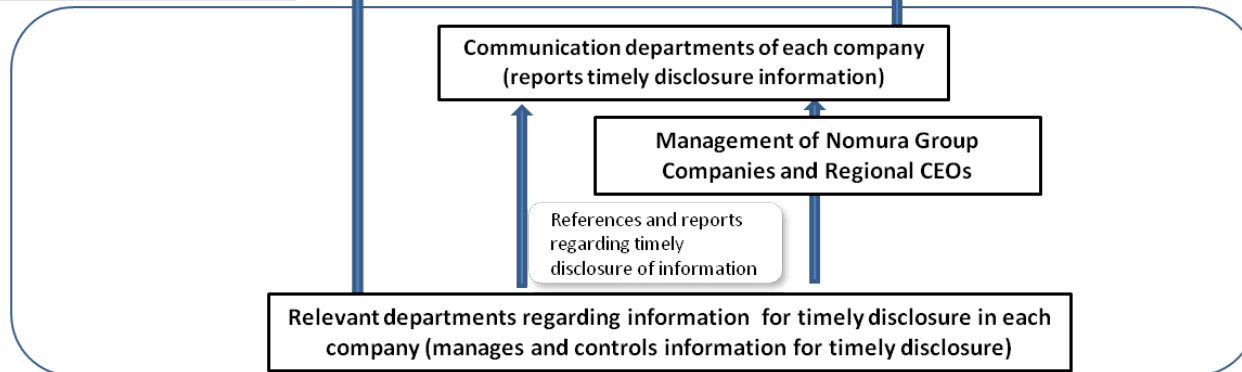 Communication departments of each company
(reports timely disclosure information)
Management of Nomura Group
Companies and Regional CEOs
References and reports
regarding timely
disclosure of information
Relevant departments regarding information  for timely disclosure in each
company (manages and controls information for timely disclosure)